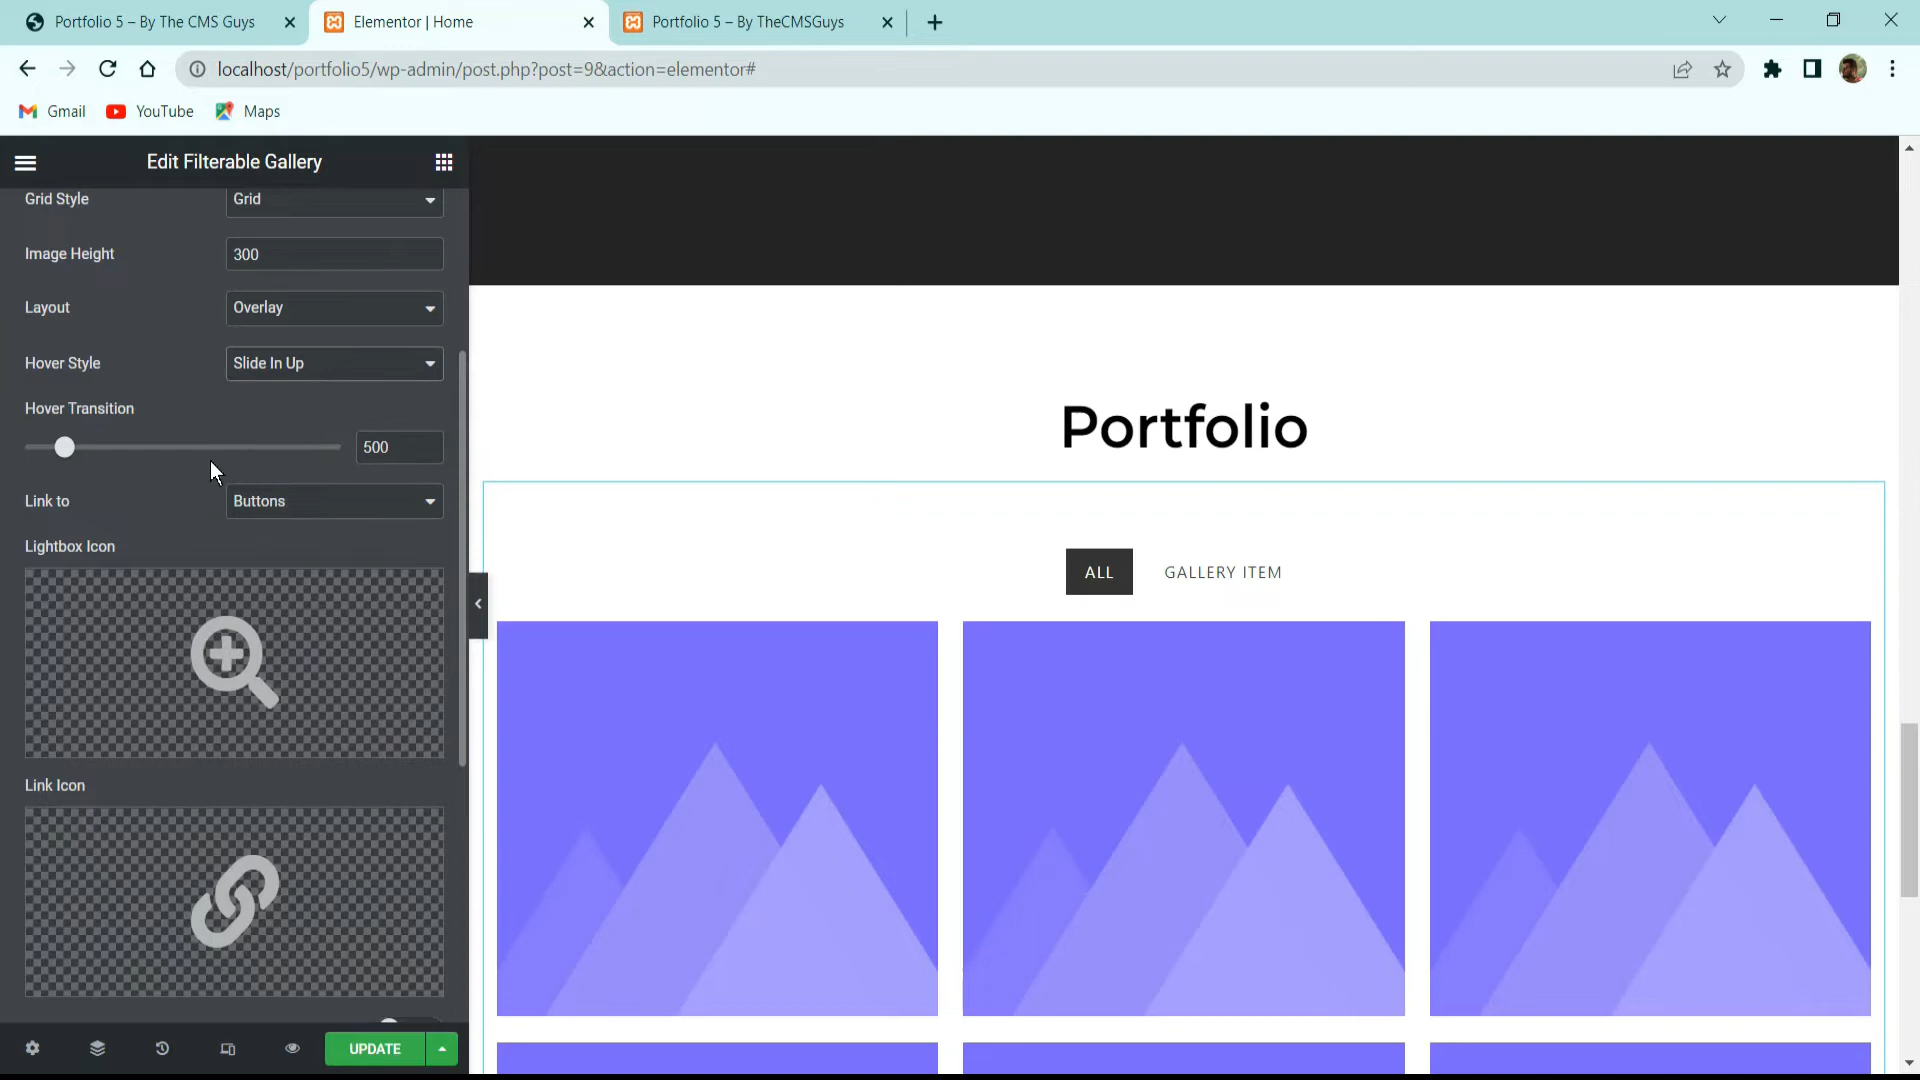 Portfolio 5 – By The CMS Guys
Elementor | Home
Portfolio 5 – By TheCMSGuys
localhost/portfolio5/wp-admin/post.php?post=9&action=elementor#
Gmail
YouTube
Maps
Edit Filterable Gallery
Grid Style
Grid
Image Height
300
Layout
Overlay
Hover Style
Slide In Up
Hover Transition
500
Link to
Buttons
Lightbox Icon
Link Icon
UPDATE
Portfolio
ALL
GALLERY ITEM